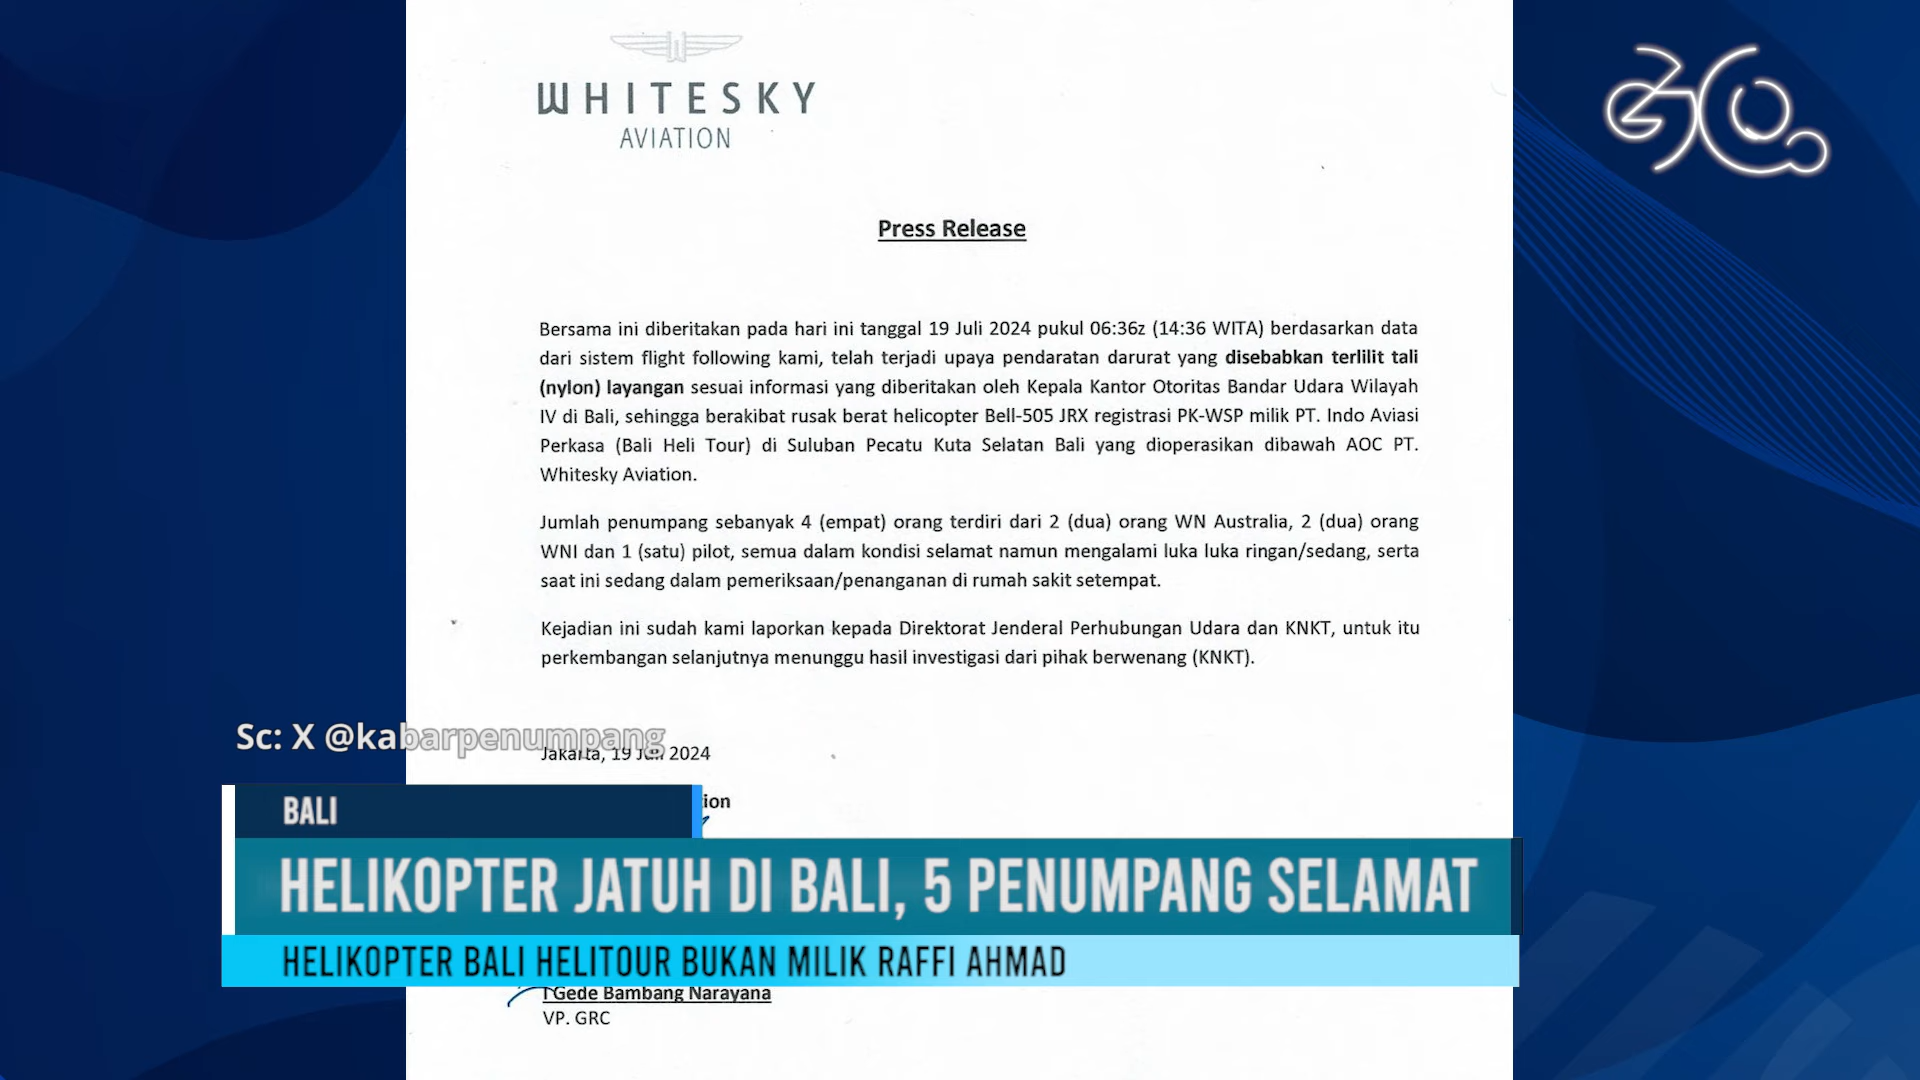 WHITESKY
AVIATION
Press Release
Bersama ini diberitakan pada hari ini tanggal 19 Juli 2024 pukul 06:36z (14:36 WITA) berdasarkan data
dari sistem flight following kami, telah terjadi upaya pendaratan darurat yang disebabkan terlilit tali
(nylon) layangan sesuai informasi yang diberitakan oleh Kepala Kantor Otoritas Bandar Udara Wilayah
IV di Bali, sehingga berakibat rusak berat helicopter Bell-505 JRX registrasi PK-WSP milik PT. Indo Aviasi
Perkasa (Bali Heli Tour) di Suluban Pecatu Kuta Selatan Bali yang dioperasikan dibawah AOC PT.
Whitesky Aviation.
Jumlah penumpang sebanyak 4 (empat) orang terdiri dari 2 (dua) orang WN Australia, 2 (dua) orang
WNI dan 1 (satu) pilot, semua dalam kondisi selamat namun mengalami luka luka ringan/sedang, serta
saat ini sedang dalam pemeriksaan/penanganan di rumah sakit setempat.
Kejadian ini sudah kami laporkan kepada Direktorat Jenderal Perhubungan Udara dan KNKT, untuk itu
perkembangan selanjutnya menunggu hasil investigasi dari pihak berwenang (KNKT).
Sc: X @kabarpenumpang
Jakarta, 19 Juli 2024
BALI
HELIKOPTER JATUH DI BALI, 5 PENUMPANG SELAMAT
HELIKOPTER BALI HELITOUR BUKAN MILIK RAFFI AHMAD
I Gede Bambang Narayana
VP. GRC